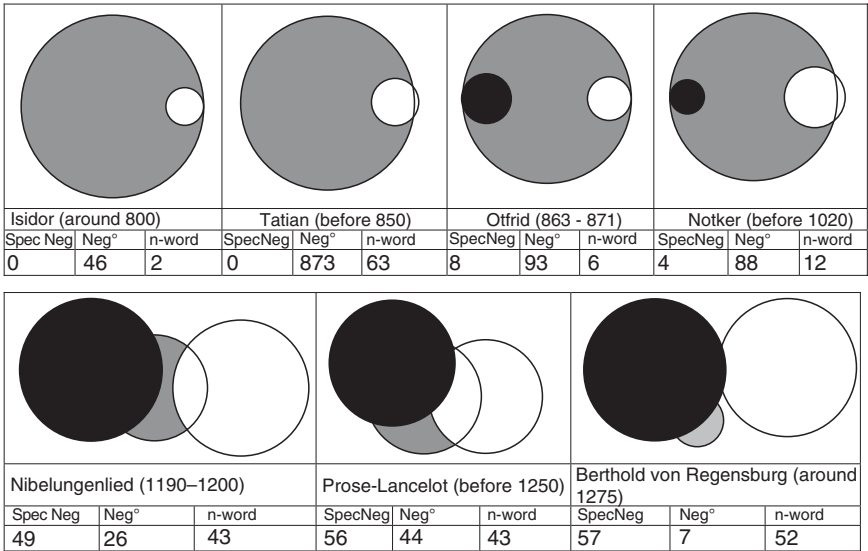 Isidor (around 800) Tatian (before 850) Otfrid (863 - 871) Notker (before 1020)
Spec Neg Neg° n-word SpecNeg Neg° n-word SpecNeg Neg° n-word SpecNeg Neg° n-word
0 46 2 0 873 63 8 93 6 4 88 12
Nibelungenlied (1190–1200) Prose-Lancelot (before 1250) Berthold von Regensburg (around
1275)
Spec Neg Neg° n-word SpecNeg Neg° n-word SpecNeg Neg° n-word
49 26 43 56 44 43 57 7 52